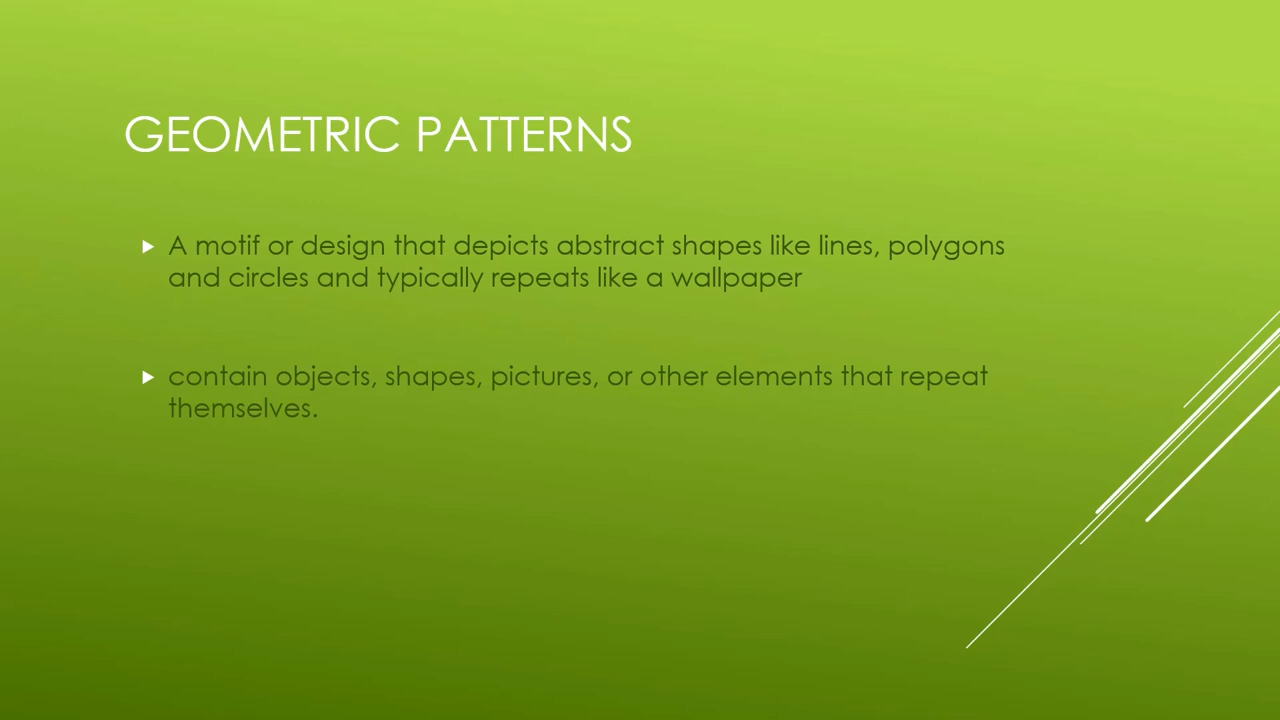 GEOMETRIC PATTERNS
A motif or design that depicts abstract shapes like lines, polygons
and circles and typically repeats like a wallpaper
contain objects, shapes, pictures, or other elements that repeat
themselves.